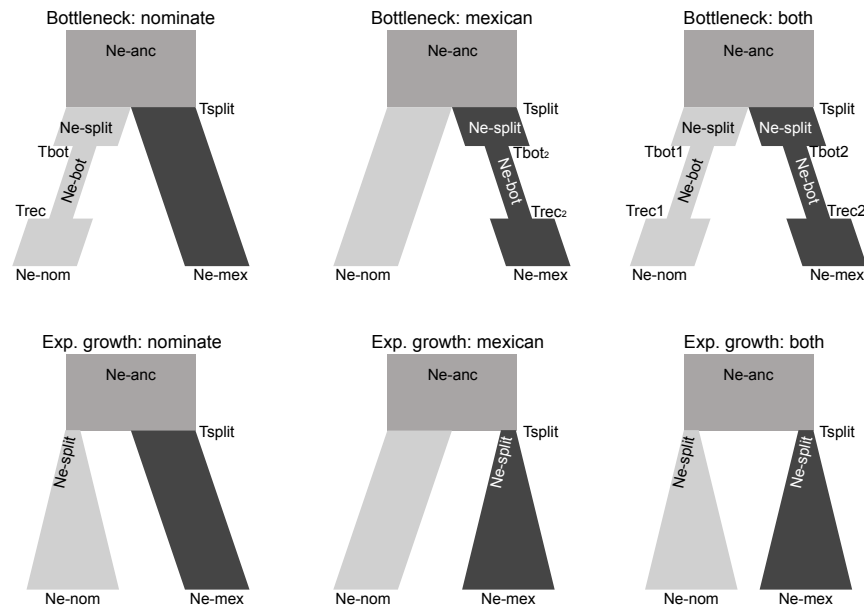 Bottleneck: nominate
Ne-anc
Tsplit
Ne-split
Tbot
Ne-bot
Trec
Ne-nom
Ne-mex
Bottleneck: mexican
Ne-anc
Tsplit
Ne-split
Tbot2
Ne-bot
Trec2
Ne-nom
Ne-mex
Bottleneck: both
Ne-anc
Tsplit
Ne-split
Ne-split
Tbot1
Tbot2
Ne-bot
Ne-bot
Trec1
Trec2
Ne-nom
Ne-mex
Exp. growth: nominate
Ne-anc
Tsplit
Ne-split
Ne-nom
Ne-mex
Exp. growth: mexican
Ne-anc
Tsplit
Ne-split
Ne-nom
Ne-mex
Exp. growth: both
Ne-anc
Tsplit
Ne-split
Ne-split
Ne-nom
Ne-mex